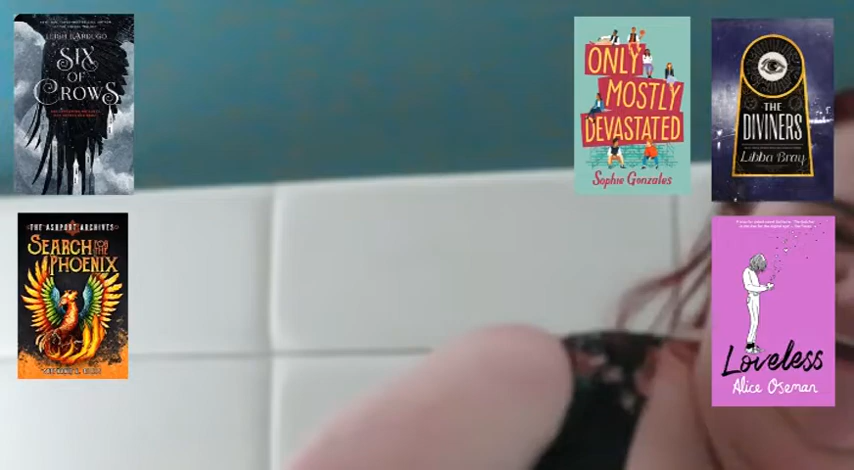 LEIGH BARDUGO
SIX
OF
CROWS
THE ASHPORT ARCHIVES
SEARCH FOR THE
PHOENIX
ONLY
MOSTLY
DEVASTATED
Sophie Gonzales
THE
DIVINERS
Libba Bray
Loveless
Alice Oseman